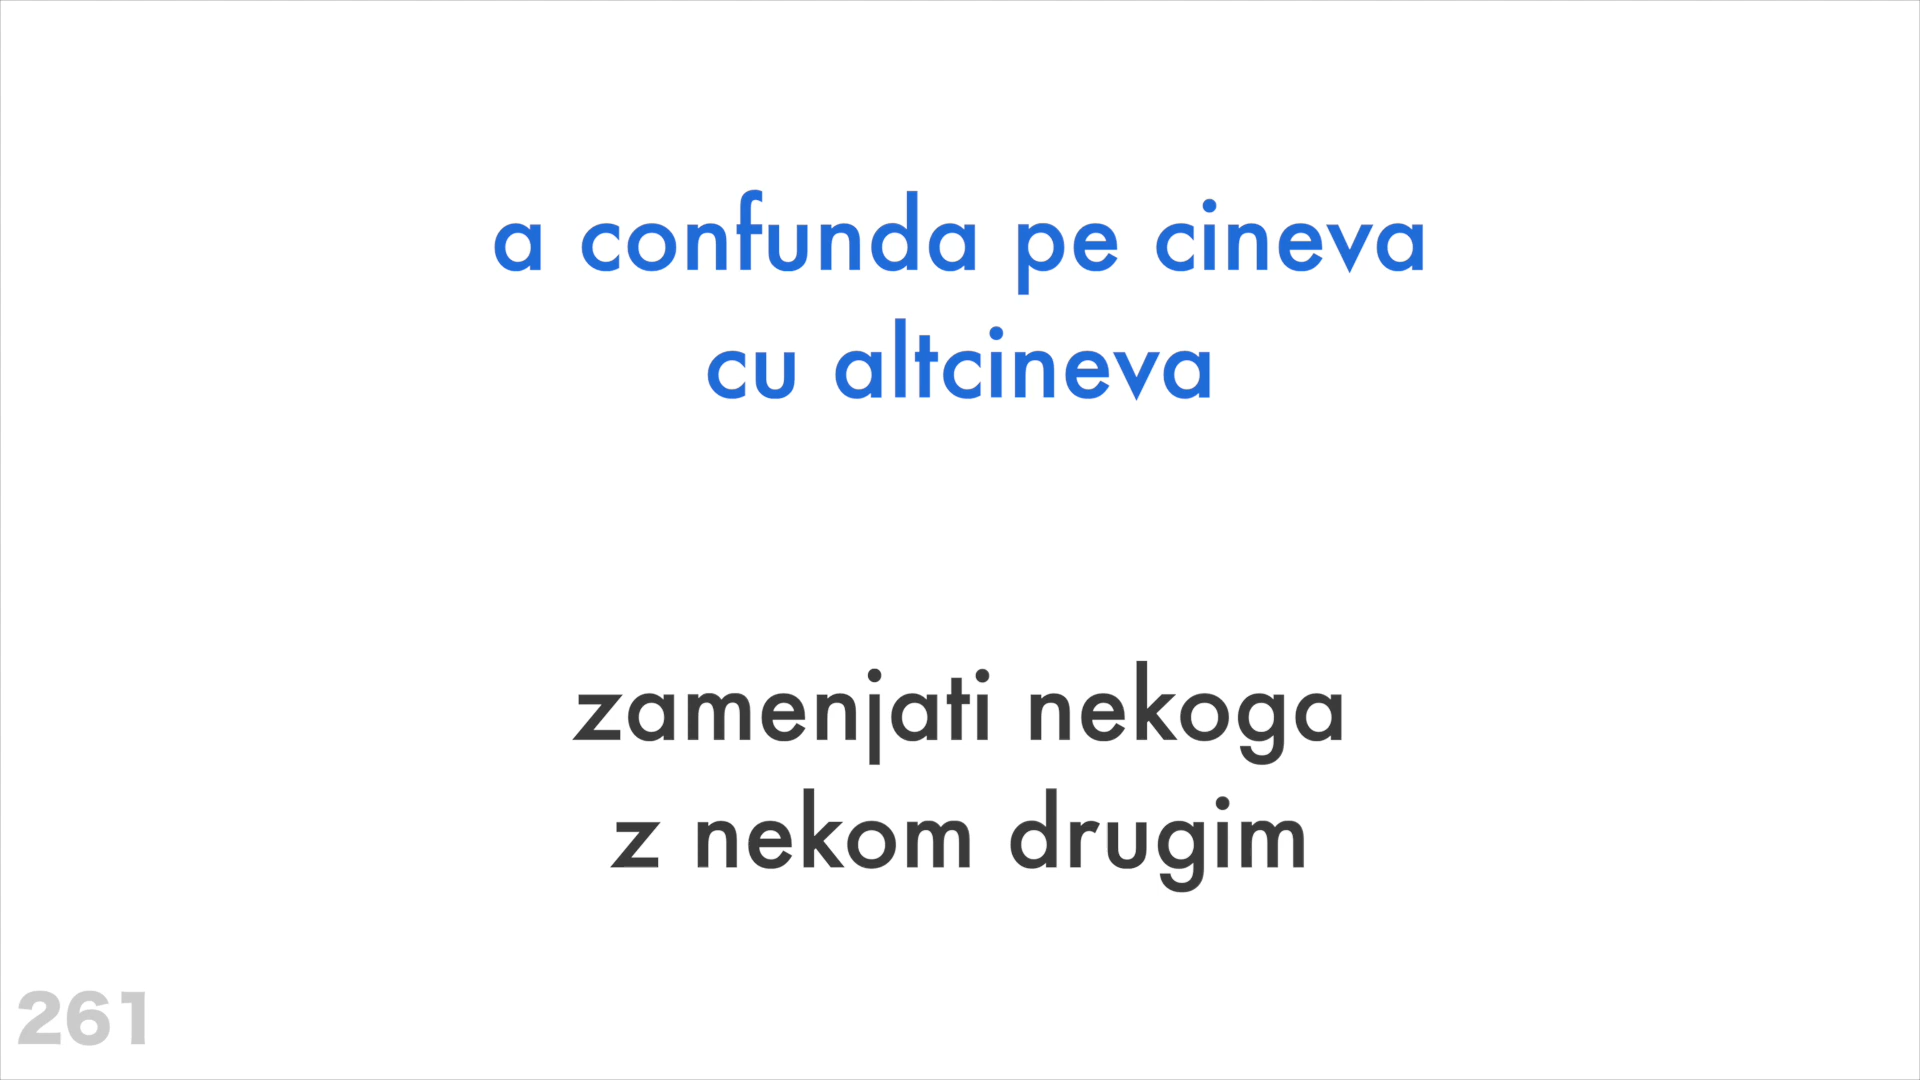 a confunda pe cineva
cu altcineva
zamenjati nekoga
z nekom drugim
261